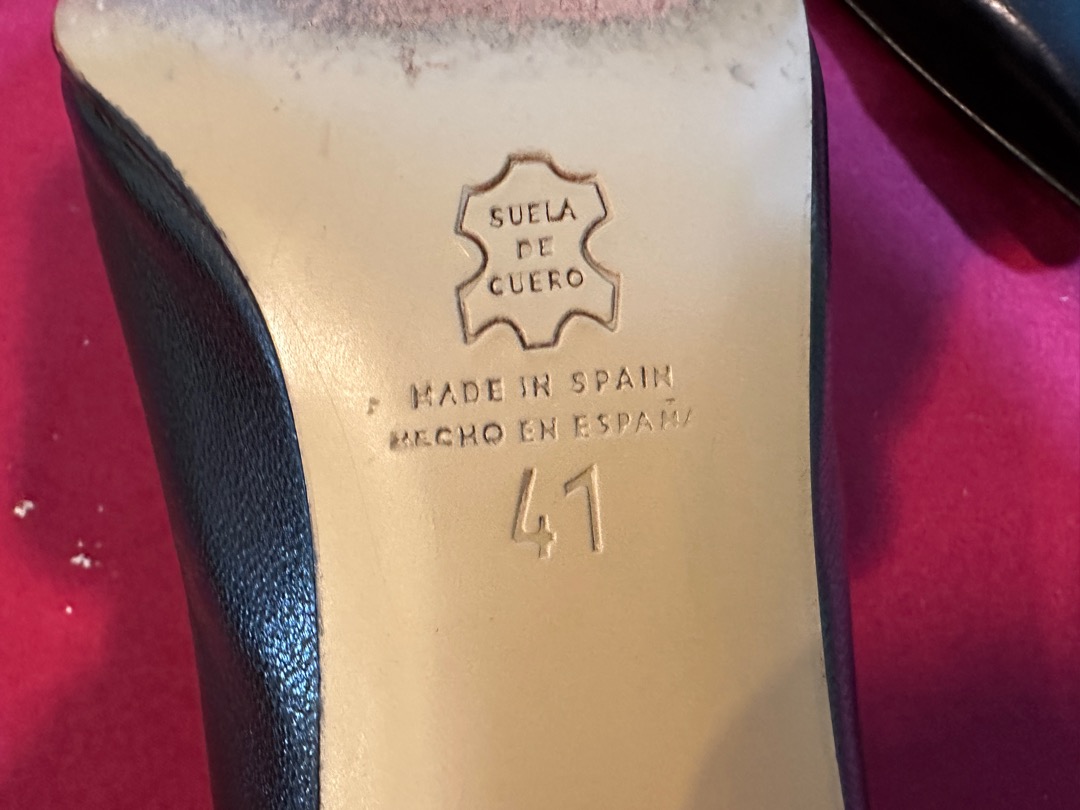 SUELA
DE
CUERO
MADE IN SPAIN
HECHO EN ESPAÑA
41